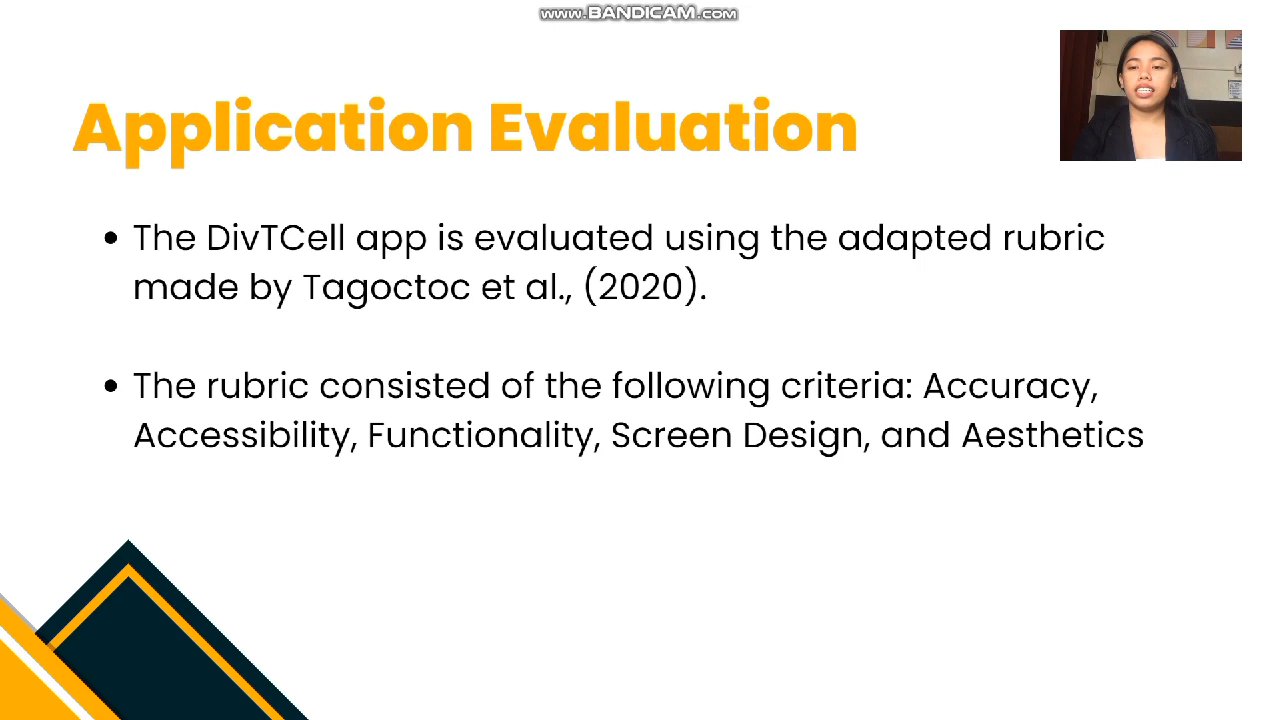 www.BANDICAM.com
Application Evaluation
• The DivTCell app is evaluated using the adapted rubric
made by Tagoctoc et al., (2020).
• The rubric consisted of the following criteria: Accuracy,
Accessibility, Functionality, Screen Design, and Aesthetics